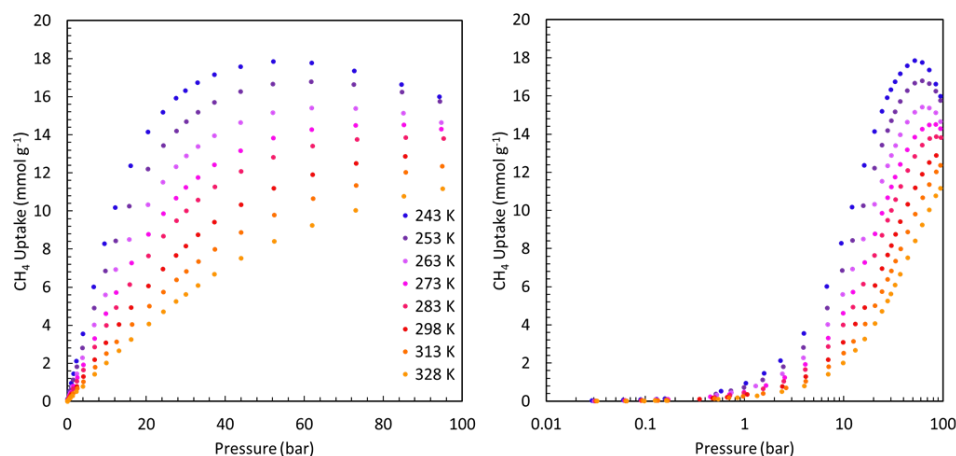 CH₄ Uptake (mmol g⁻¹)
20
18
16
14
12
10
8
6
4
2
0
0 20 40 60 80 100
Pressure (bar)
243 K
253 K
263 K
273 K
283 K
298 K
313 K
328 K
CH₄ Uptake (mmol g⁻¹)
20
18
16
14
12
10
8
6
4
2
0
0.01 0.1 1 10 100
Pressure (bar)